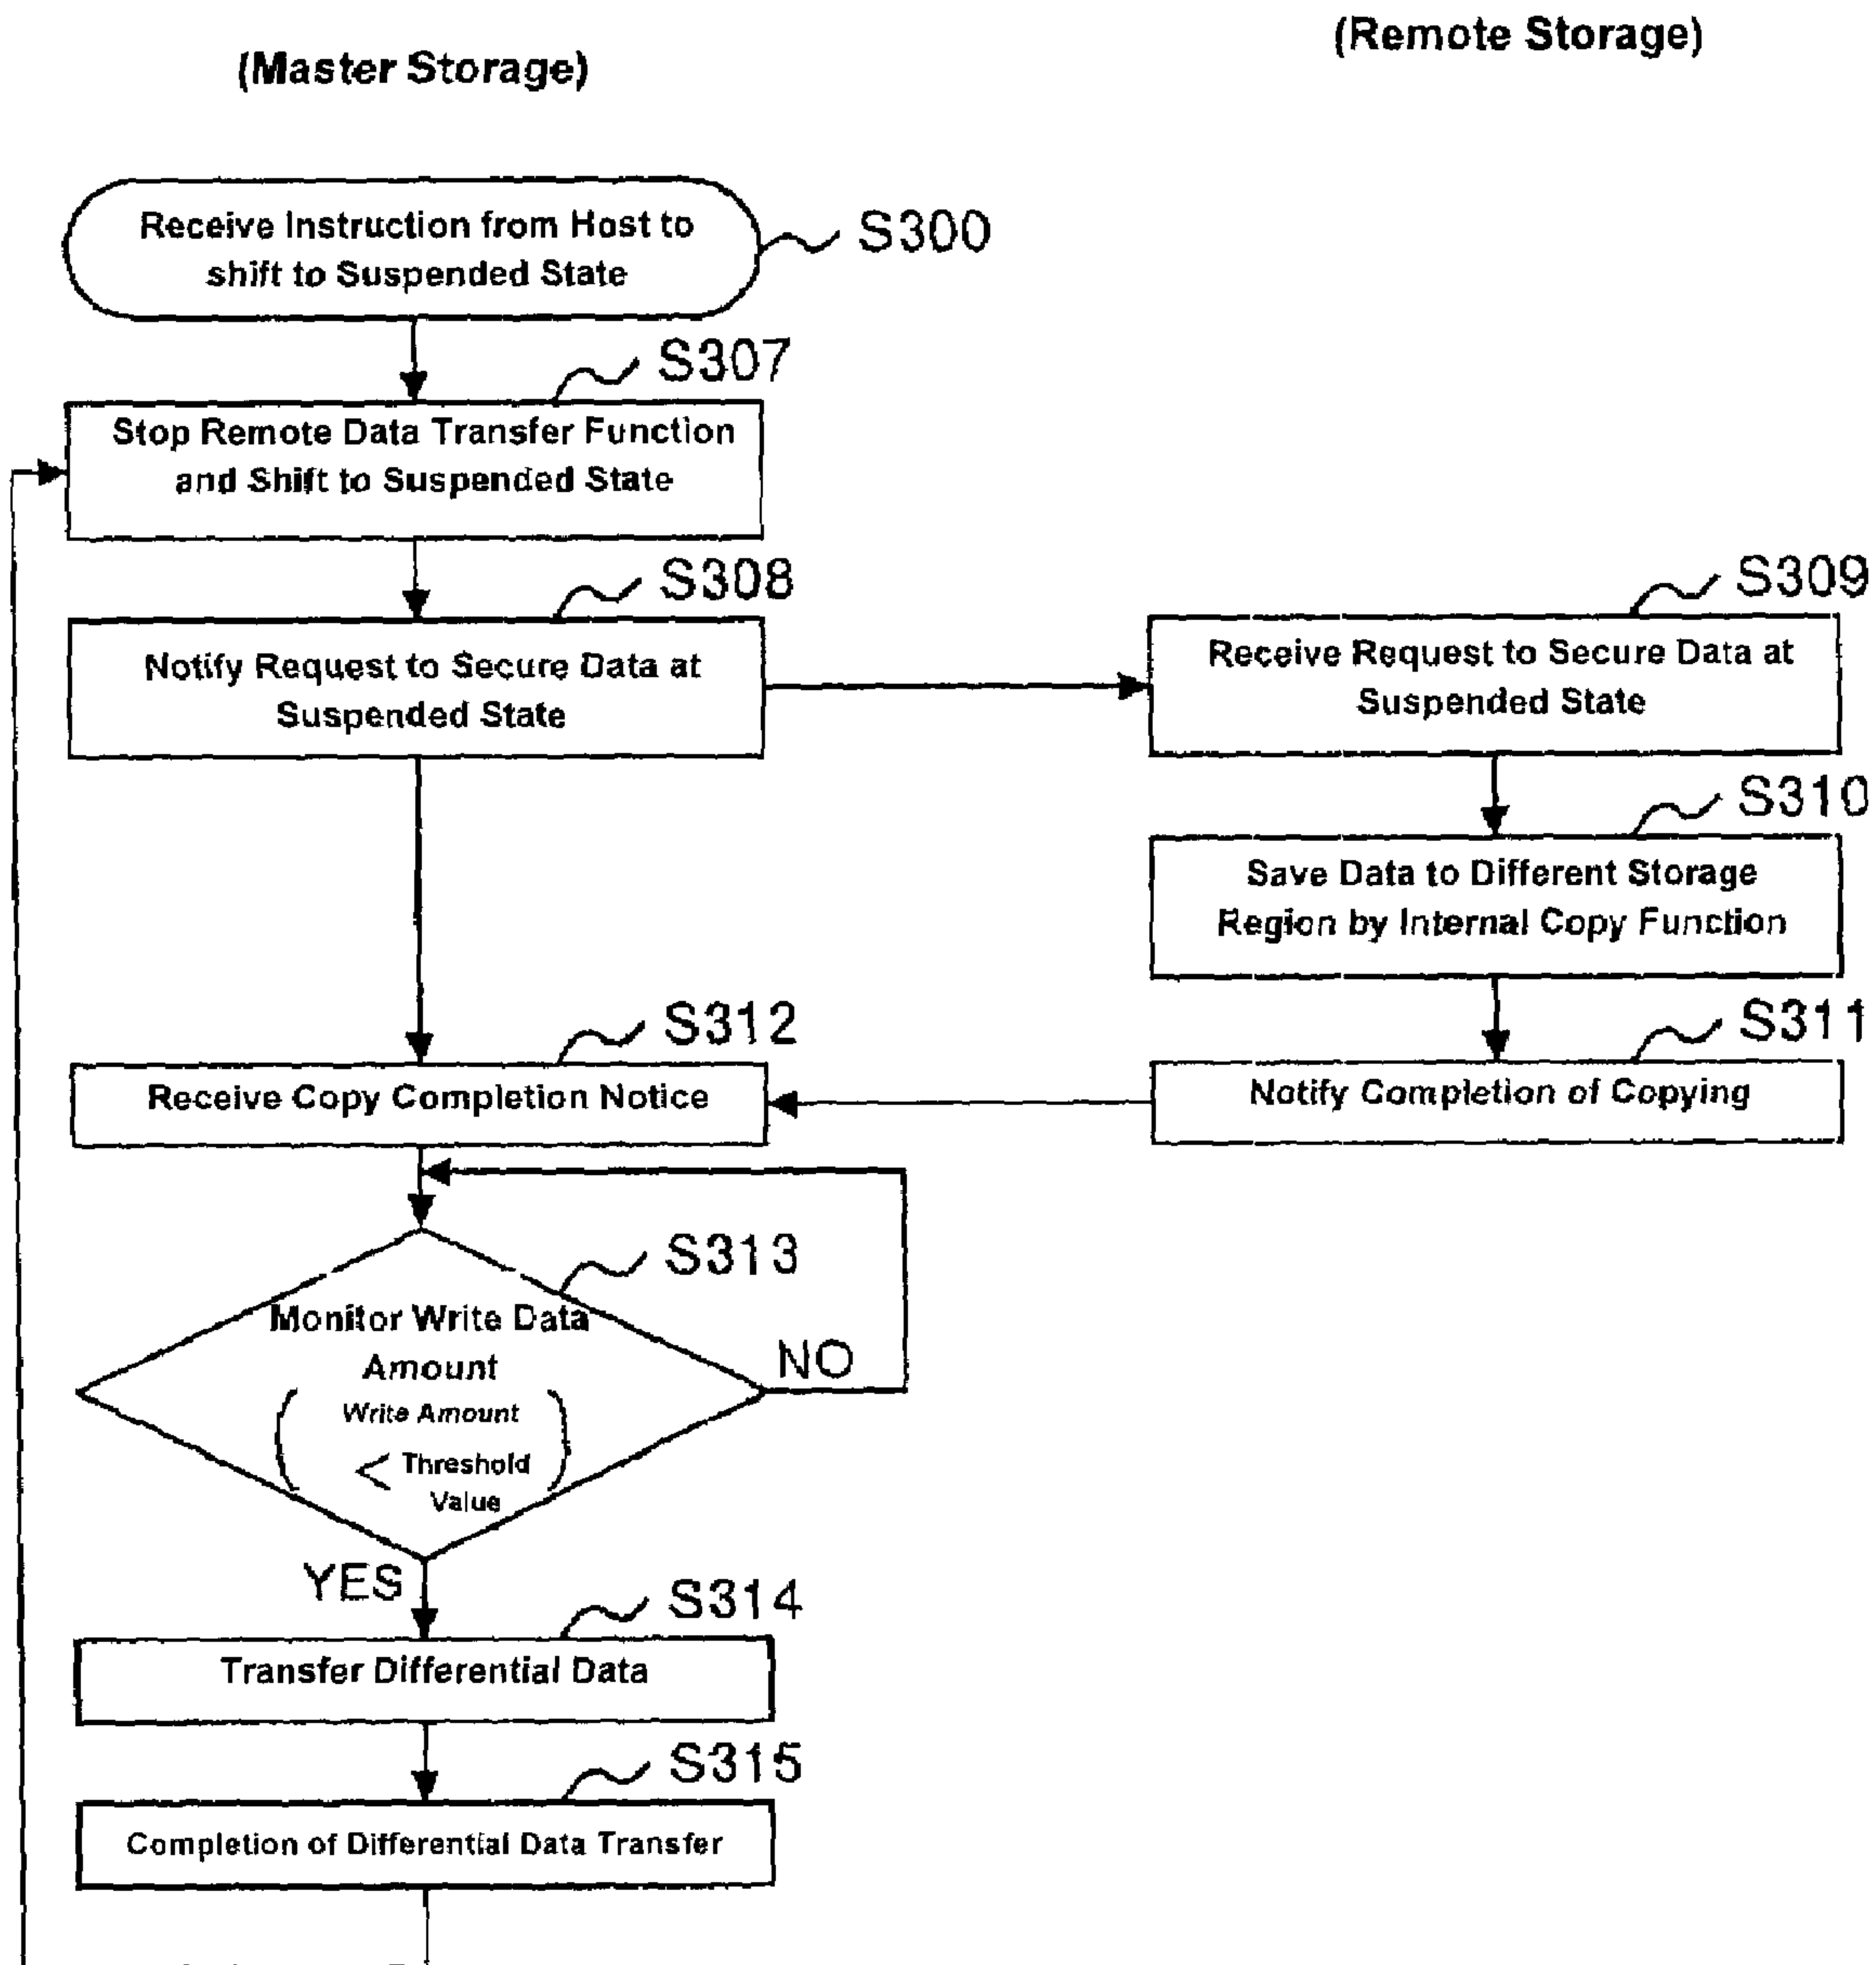 (Master Storage)
(Remote Storage)
Receive Instruction from Host to
shift to Suspended State
S300
S307
Stop Remote Data Transfer Function
and Shift to Suspended State
S308
Notify Request to Secure Data at
Suspended State
S309
Receive Request to Secure Data at
Suspended State
S310
Save Data to Different Storage
Region by Internal Copy Function
S311
Notify Completion of Copying
S312
Receive Copy Completion Notice
S313
Monitor Write Data
Amount
( Write Amount
< Threshold )
Value
NO
YES
S314
Transfer Differential Data
S315
Completion of Differential Data Transfer